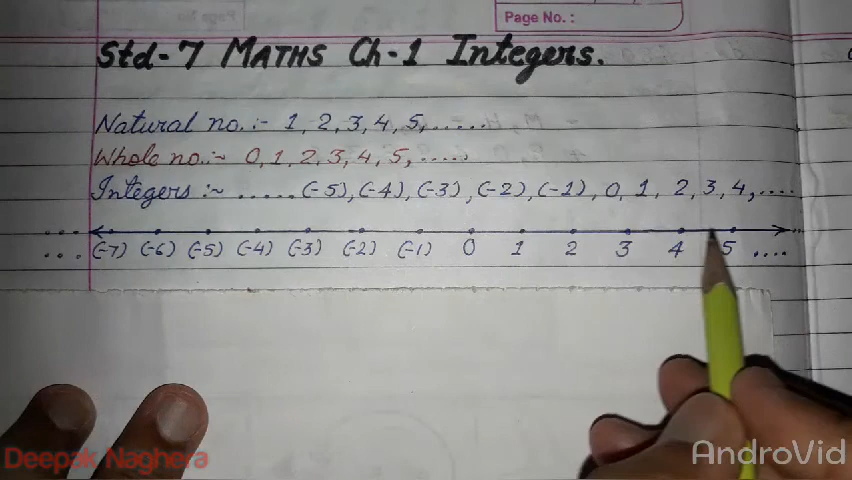 Page No. :
Std-7 MATHS Ch-1 Integers.
Natural no. :- 1, 2, 3, 4, 5, ......
Whole no. :- 0, 1, 2, 3, 4, 5, .....
Integers :- ..... (-5), (-4), (-3), (-2), (-1), 0, 1, 2, 3, 4, ....
... (-7) (-6) (-5) (-4) (-3) (-2) (-1) 0 1 2 3 4 5 ....
Deepak Naghera
AndroVid